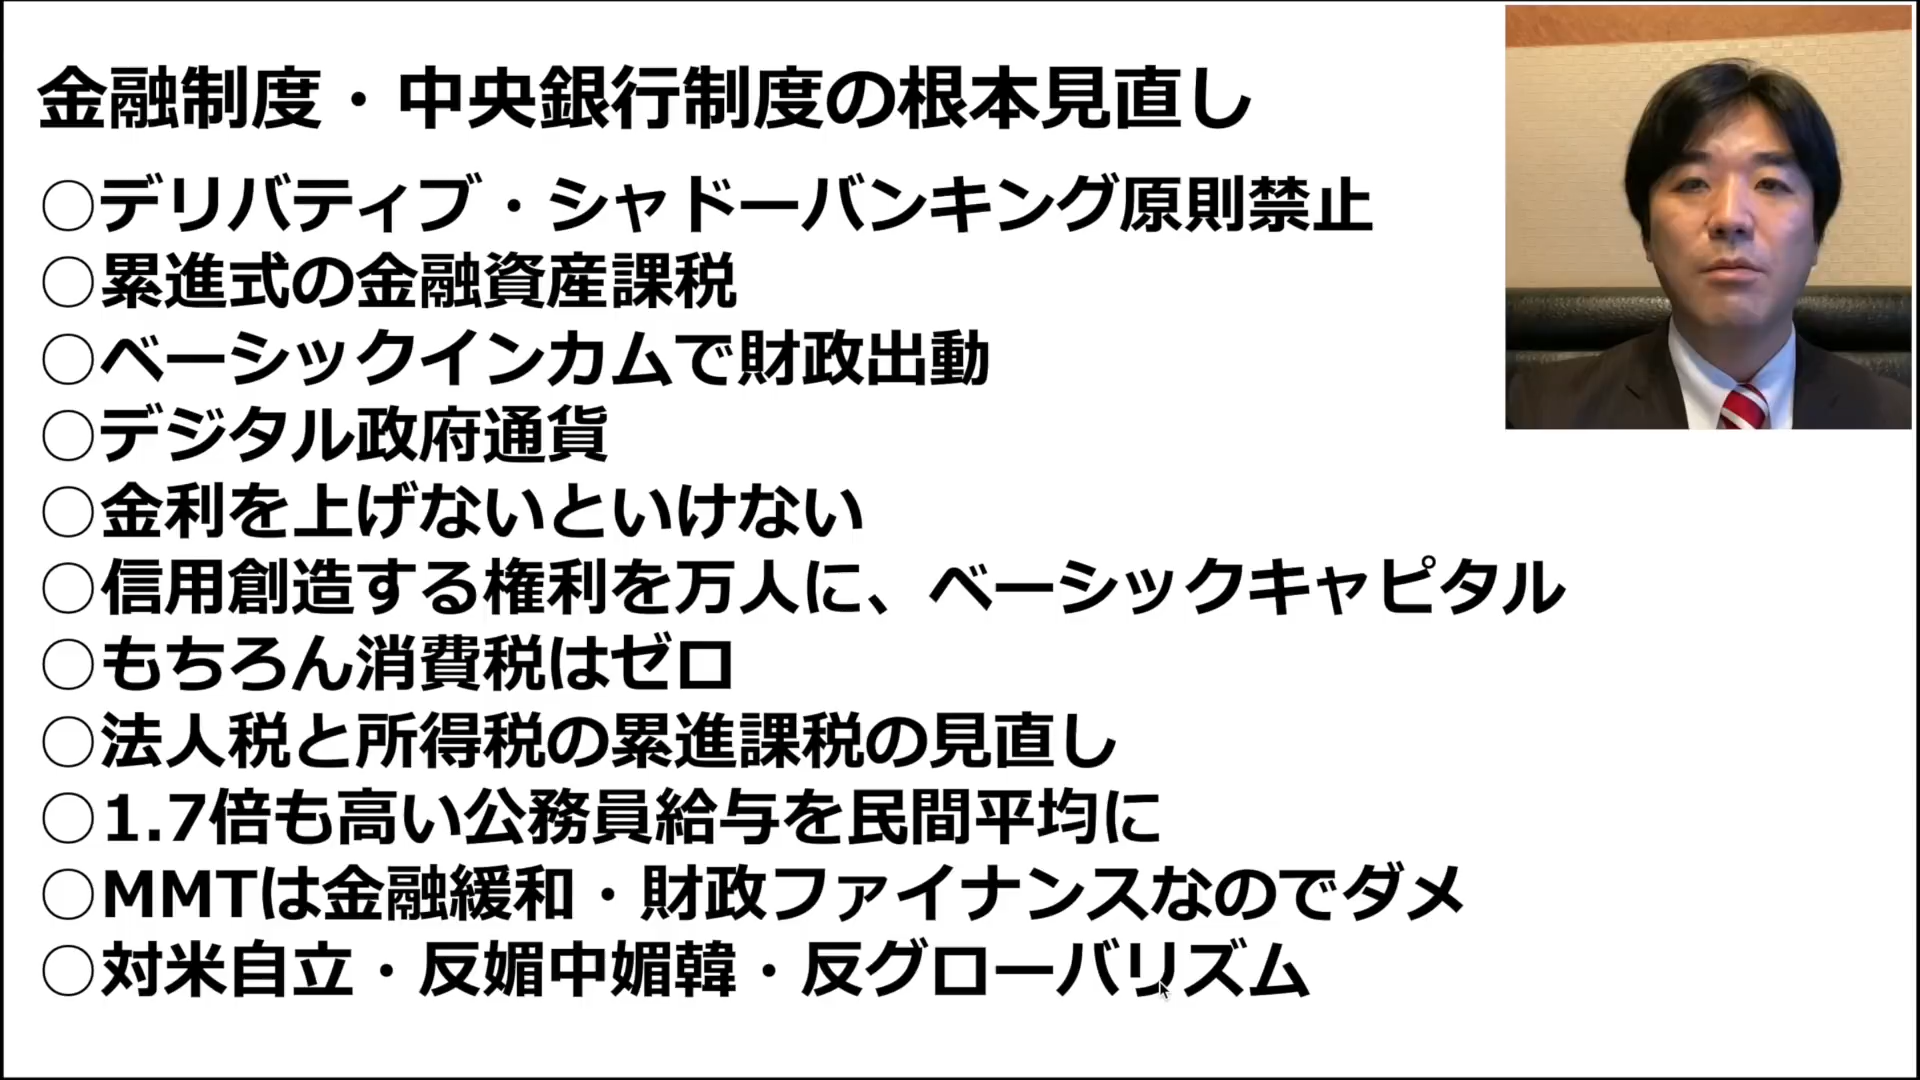 金融制度・中央銀行制度の根本見直し
○デリバティブ・シャドーバンキング原則禁止
○累進式の金融資産課税
○ベーシックインカムで財政出動
○デジタル政府通貨
○金利を上げないといけない
○信用創造する権利を万人に、ベーシックキャピタル
○もちろん消費税はゼロ
○法人税と所得税の累進課税の見直し
○1.7倍も高い公務員給与を民間平均に
○MMTは金融緩和・財政ファイナンスなのでダメ
○対米自立・反媚中媚韓・反グローバリズム